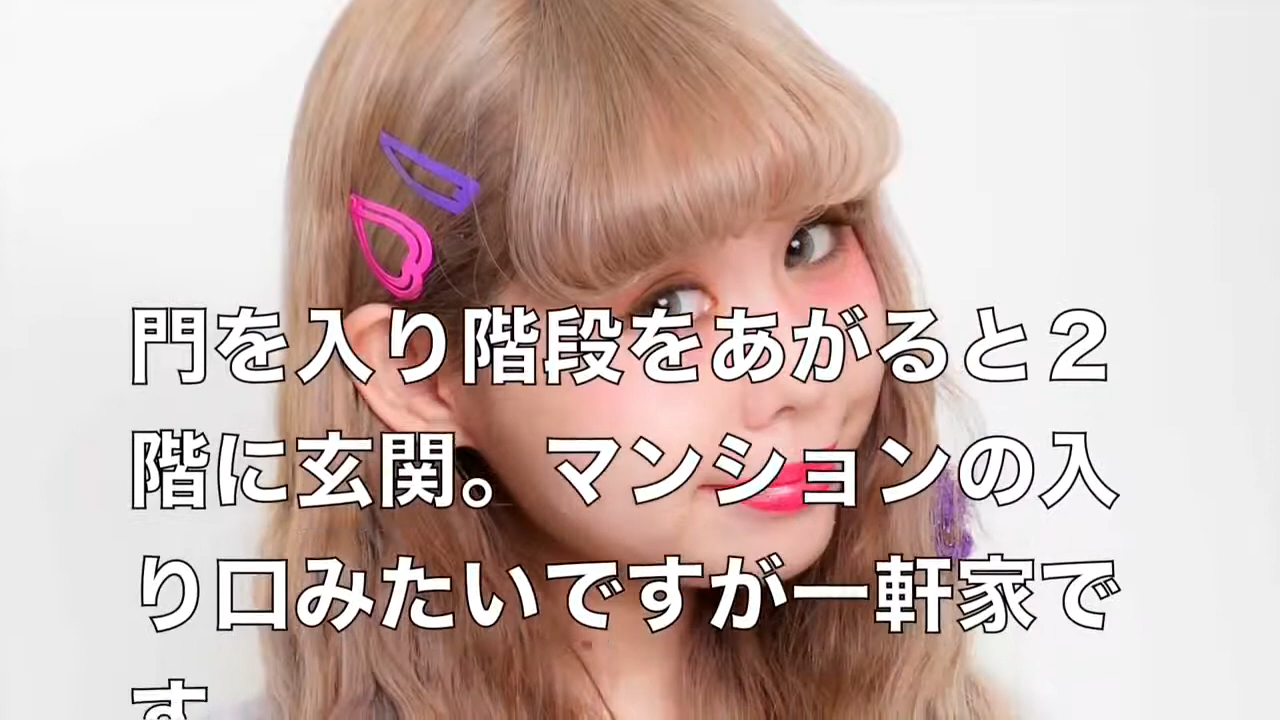 門を入り階段をあがると２
階に玄関。マンションの入
り口みたいですが一軒家で
す